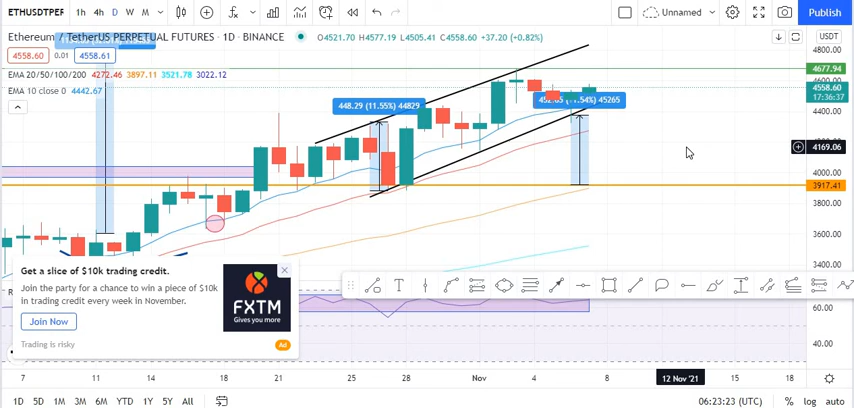 ETHUSDTPER 1h 4h D W M Unnamed Publish
Ethereum / TetherUS PERPETUAL FUTURES · 1D · BINANCE O4521.70 H4577.19 L4505.41 C4558.60 +37.20 (+0.82%) USDT
4558.60 0.01 4558.61
EMA 20/50/100/200 4272.46 3897.11 3521.78 3022.12
EMA 10 close 0 4442.67
448.29 (11.55%) 44829
45265
4800.00
4677.94
4558.60
17:36:37
4400.00
4169.06
3917.41
3800.00
3600.00
3400.00
Get a slice of $10k trading credit.
Join the party for a chance to win a piece of $10k
in trading credit every week in November.
Join Now
Trading is risky
FXTM
Gives you more
Ad
60.00
40.00
7 11 14 18 21 25 28 Nov 4 8 12 Nov '21 15 18
1D 5D 1M 3M 6M YTD 1Y 5Y All 06:23:23 (UTC) % log auto